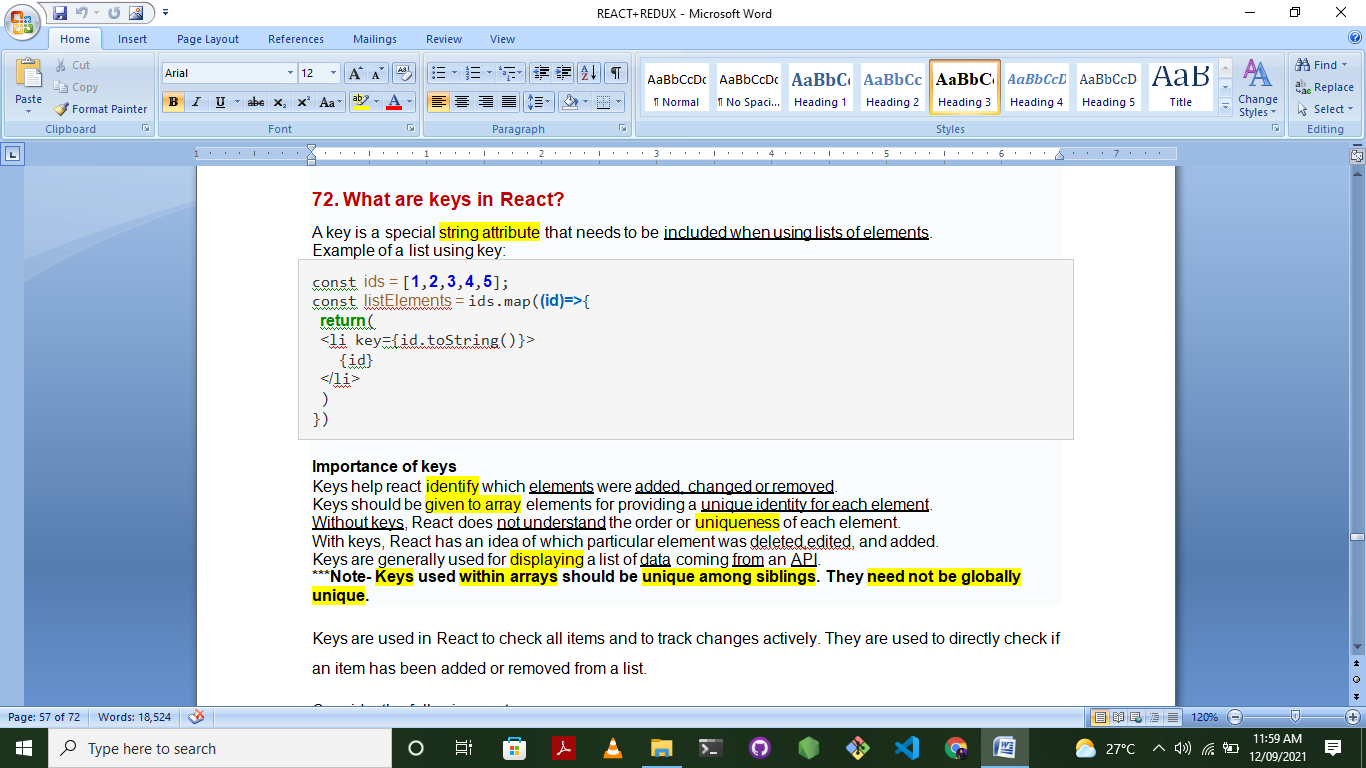 REACT+REDUX - Microsoft Word
Home Insert Page Layout References Mailings Review View
Paste
Cut
Copy
Format Painter
Clipboard
Arial 12
B I U abc x₂ x² Aa ab A
Font
Paragraph
AaBbCcDc AaBbCcDc AaBbC AaBbCc AaBbC AaBbCcD AaBbCcD AaB
¶ Normal ¶ No Spaci... Heading 1 Heading 2 Heading 3 Heading 4 Heading 5 Title
Change Styles
Styles
Find
Replace
Select
Editing
1 1 2 3 4 5 6 7
72. What are keys in React?
A key is a special string attribute that needs to be included when using lists of elements.
Example of a list using key:
const ids = [1,2,3,4,5];
const listElements = ids.map((id)=>{
return(
<li key={id.toString()}>
{id}
</li>
)
})
Importance of keys
Keys help react identify which elements were added, changed or removed.
Keys should be given to array elements for providing a unique identity for each element.
Without keys, React does not understand the order or uniqueness of each element.
With keys, React has an idea of which particular element was deleted,edited, and added.
Keys are generally used for displaying a list of data coming from an API.
***Note- Keys used within arrays should be unique among siblings. They need not be globally
unique.
Keys are used in React to check all items and to track changes actively. They are used to directly check if
an item has been added or removed from a list.
Page: 57 of 72 Words: 18,524 120%
Type here to search
27°C
11:59 AM
12/09/2021